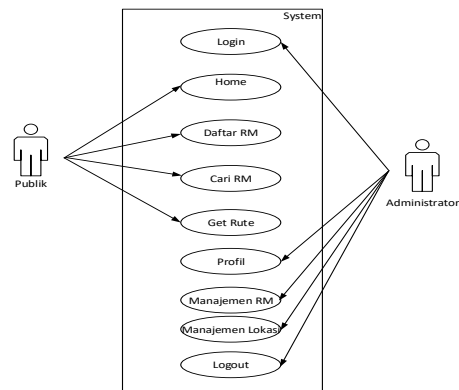 System
Login
Home
Daftar RM
Cari RM
Get Rute
Profil
Manajemen RM
Manajemen Lokasi
Logout
Publik
Administrator